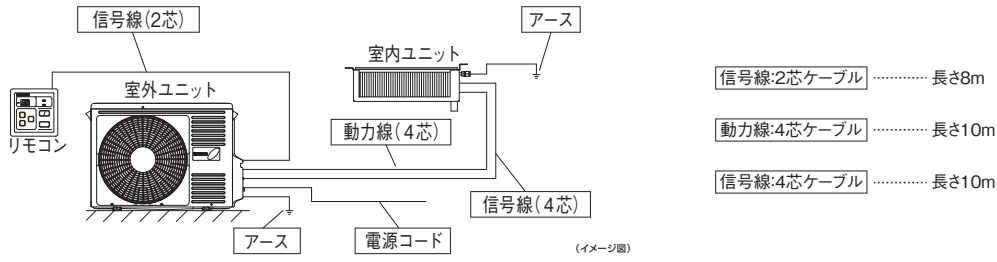 信号線(2芯)
アース
室内ユニット
室外ユニット
リモコン
動力線(4芯)
信号線(4芯)
アース
電源コード
(イメージ図)
信号線:2芯ケーブル ……… 長さ8m
動力線:4芯ケーブル ……… 長さ10m
信号線:4芯ケーブル ……… 長さ10m